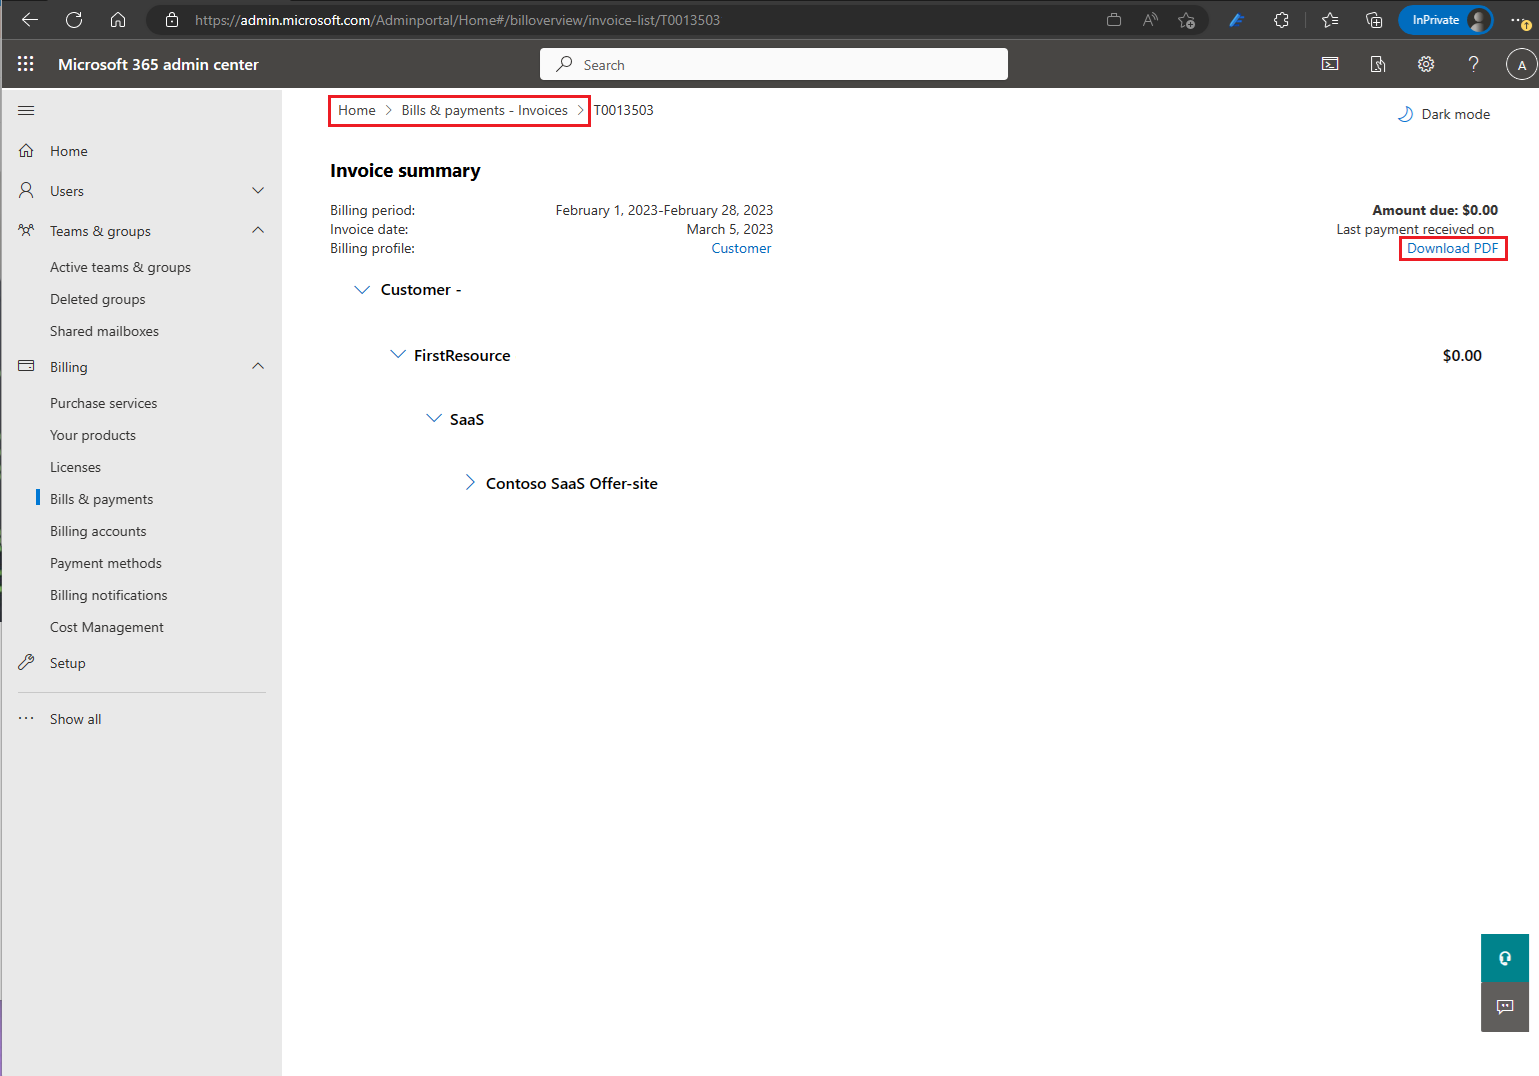 https://admin.microsoft.com/Adminportal/Home#/billoverview/invoice-list/T0013503
InPrivate
Microsoft 365 admin center
Search
A
Home
Users
Teams & groups
Active teams & groups
Deleted groups
Shared mailboxes
Billing
Purchase services
Your products
Licenses
Bills & payments
Billing accounts
Payment methods
Billing notifications
Cost Management
Setup
Show all
Home > Bills & payments - Invoices > T0013503
Dark mode
Invoice summary
Billing period: February 1, 2023-February 28, 2023
Invoice date: March 5, 2023
Billing profile: Customer
Amount due: $0.00
Last payment received on
Download PDF
Customer -
FirstResource $0.00
SaaS
Contoso SaaS Offer-site